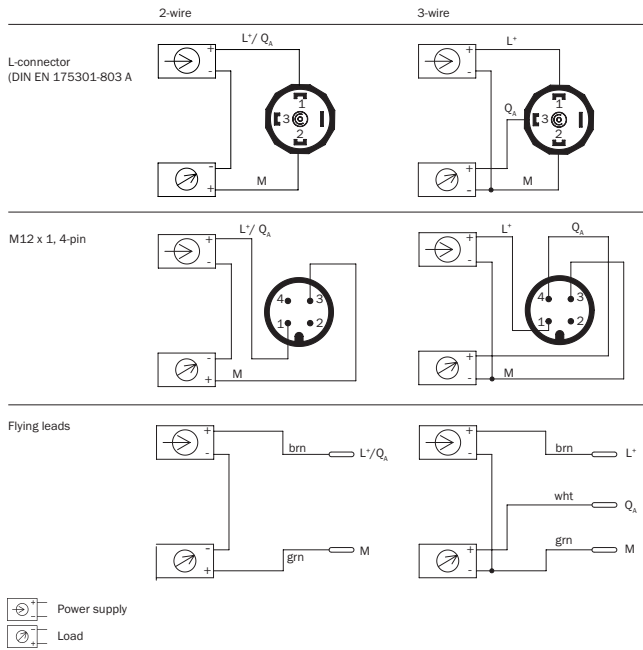 2-wire
3-wire
L-connector
(DIN EN 175301-803 A
+
-
L⁺/ Q_A
1
3
2
-
+
M
+
-
L⁺
Q_A
1
3
2
+
-
M
M12 x 1, 4-pin
+
-
L⁺/ Q_A
4 3
1 2
-
+
M
+
-
L⁺
Q_A
4 3
1 2
+
-
M
Flying leads
+
-
brn
L⁺/Q_A
-
+
grn
M
+
-
brn
L⁺
wht
Q_A
+
-
grn
M
+
-
Power supply
-
+
Load